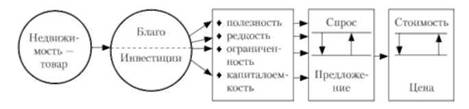 Недвижи-
мость —
товар
Благо
Инвестиции
♦ полезность
♦ редкость
♦ ограничен-
ность
♦ капиталоем-
кость
Спрос
Предложе-
ние
Стоимость
Цена